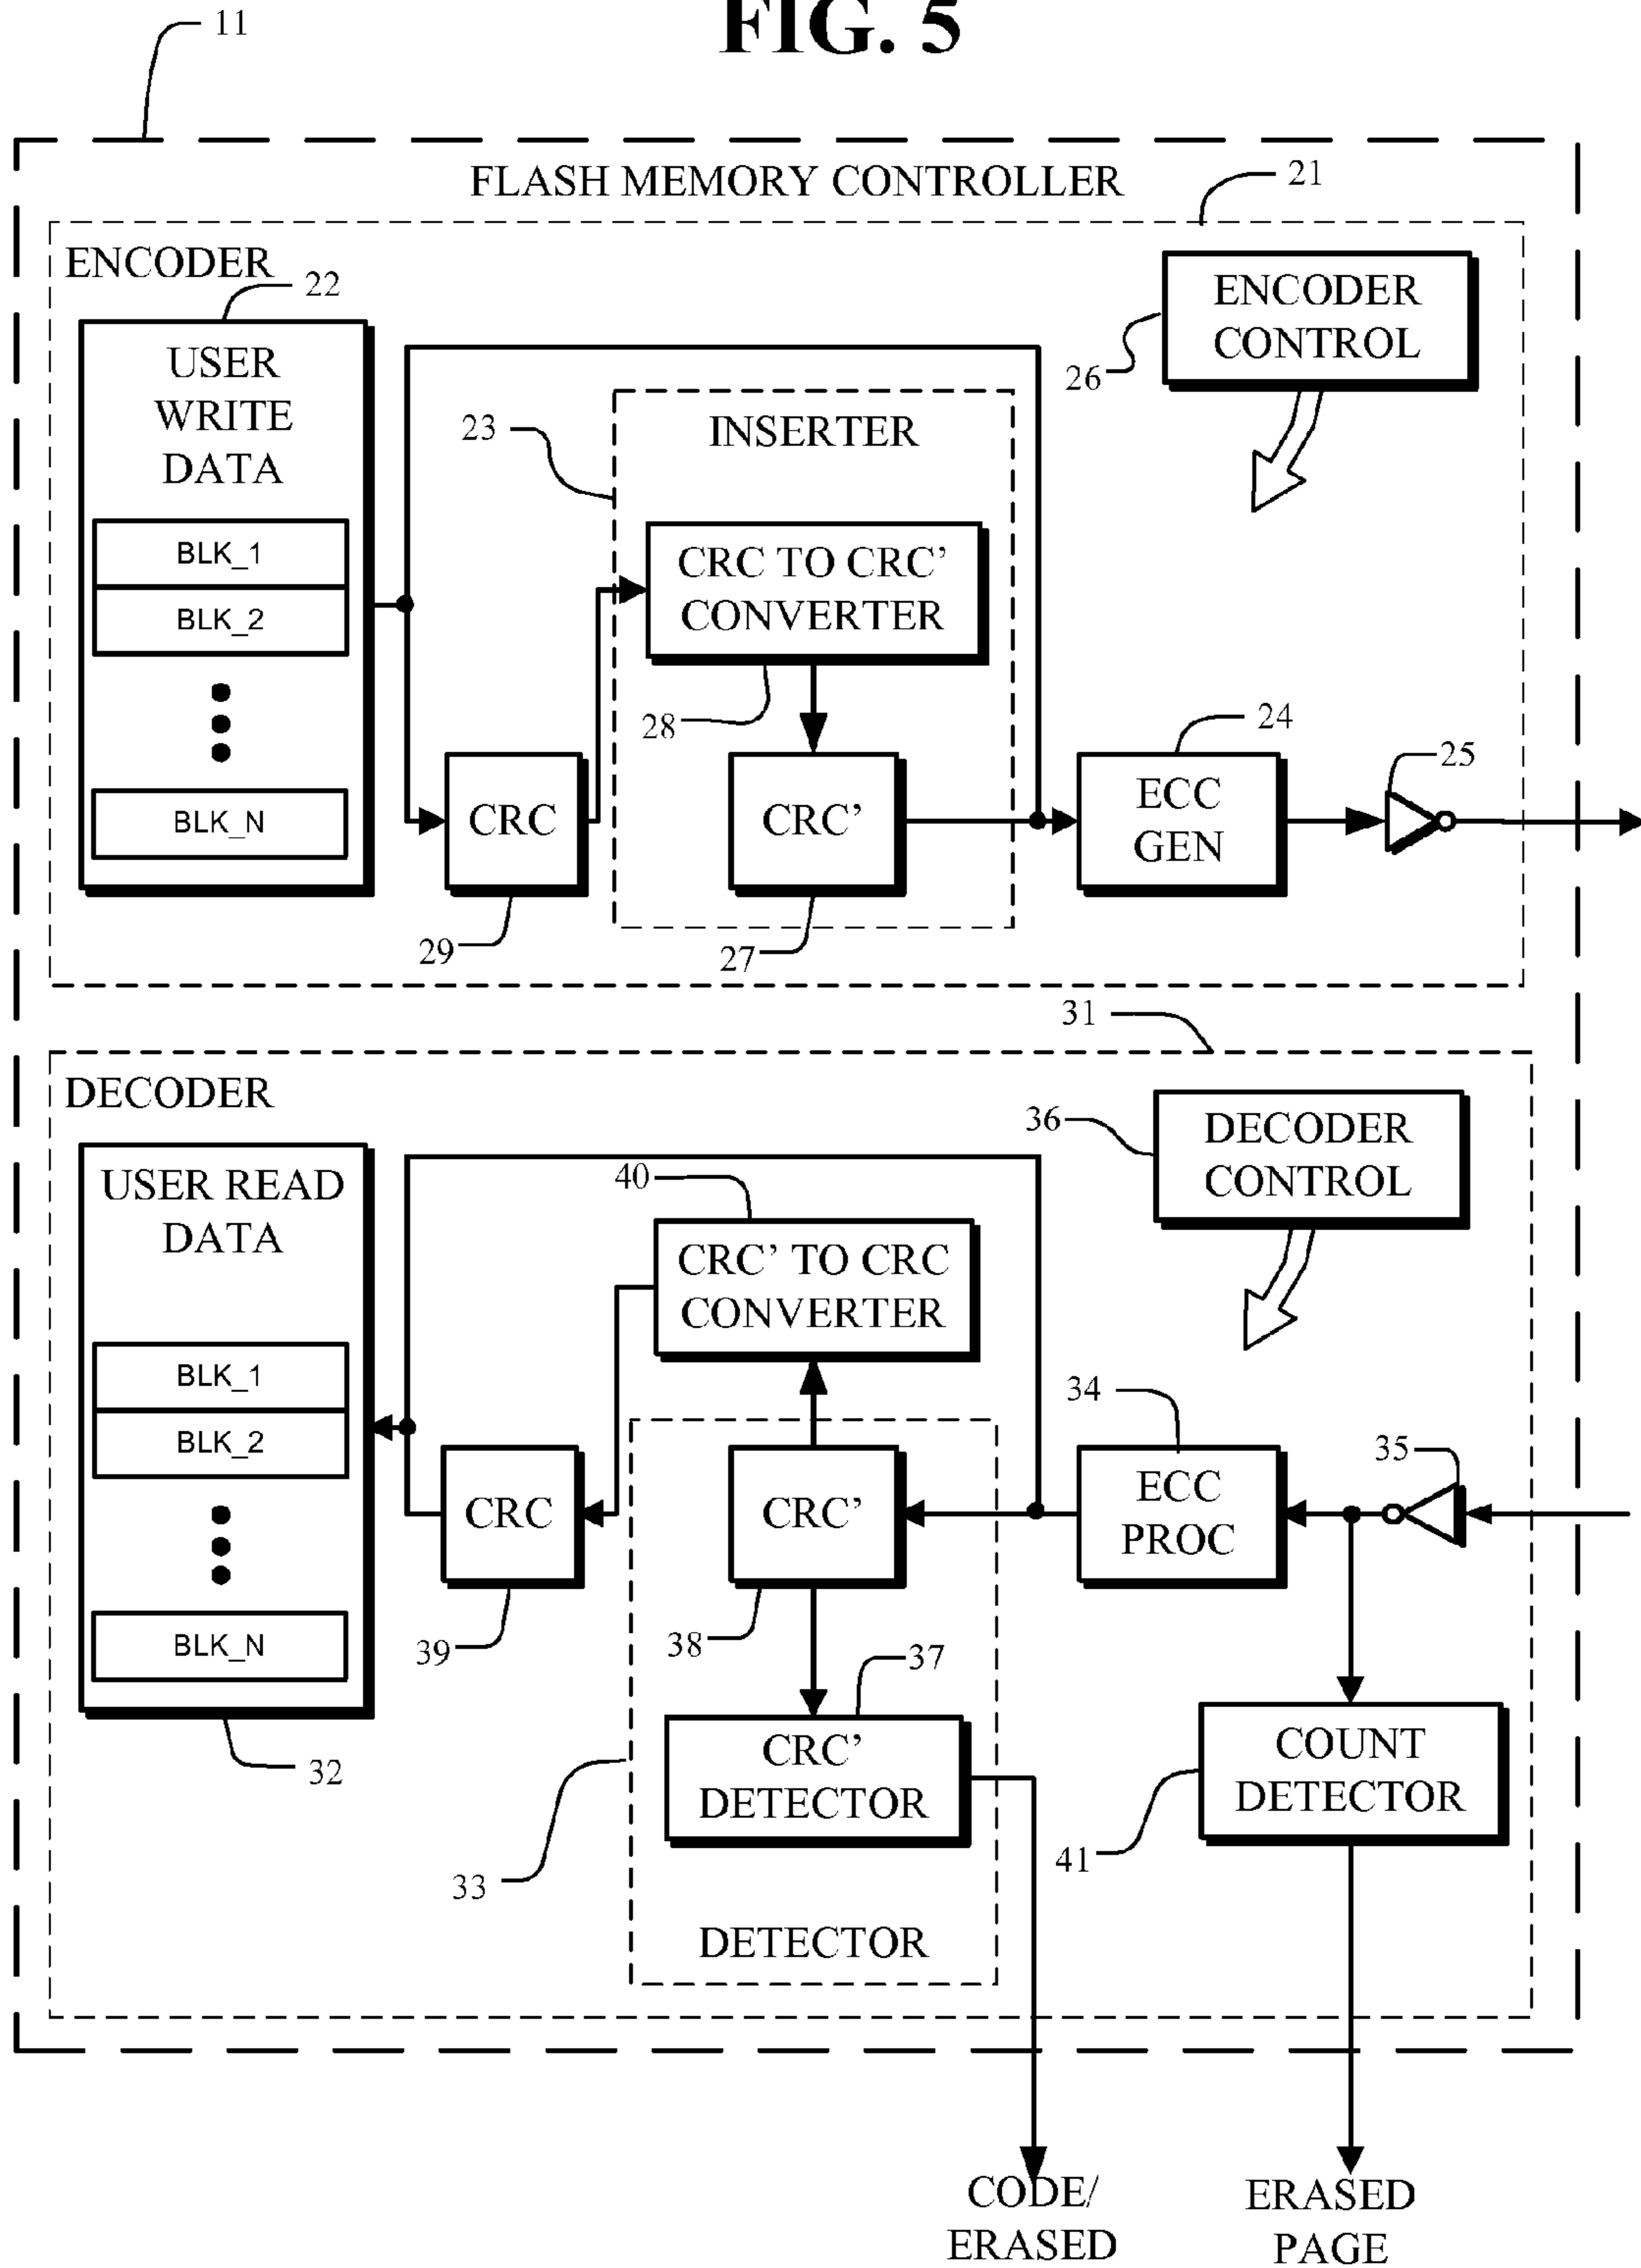 FIG. 5
11
FLASH MEMORY CONTROLLER
21
ENCODER
22
USER
WRITE
DATA
BLK_1
BLK_2
BLK_N
23
INSERTER
CRC TO CRC’
CONVERTER
28
ENCODER
CONTROL
26
CRC
29
CRC’
27
ECC
GEN
24
25
31
DECODER
USER READ
DATA
BLK_1
BLK_2
BLK_N
32
40
CRC’ TO CRC
CONVERTER
36
DECODER
CONTROL
CRC
39
CRC’
38
34
ECC
PROC
35
37
CRC’
DETECTOR
33
DETECTOR
COUNT
DETECTOR
41
CODE/
ERASED
ERASED
PAGE